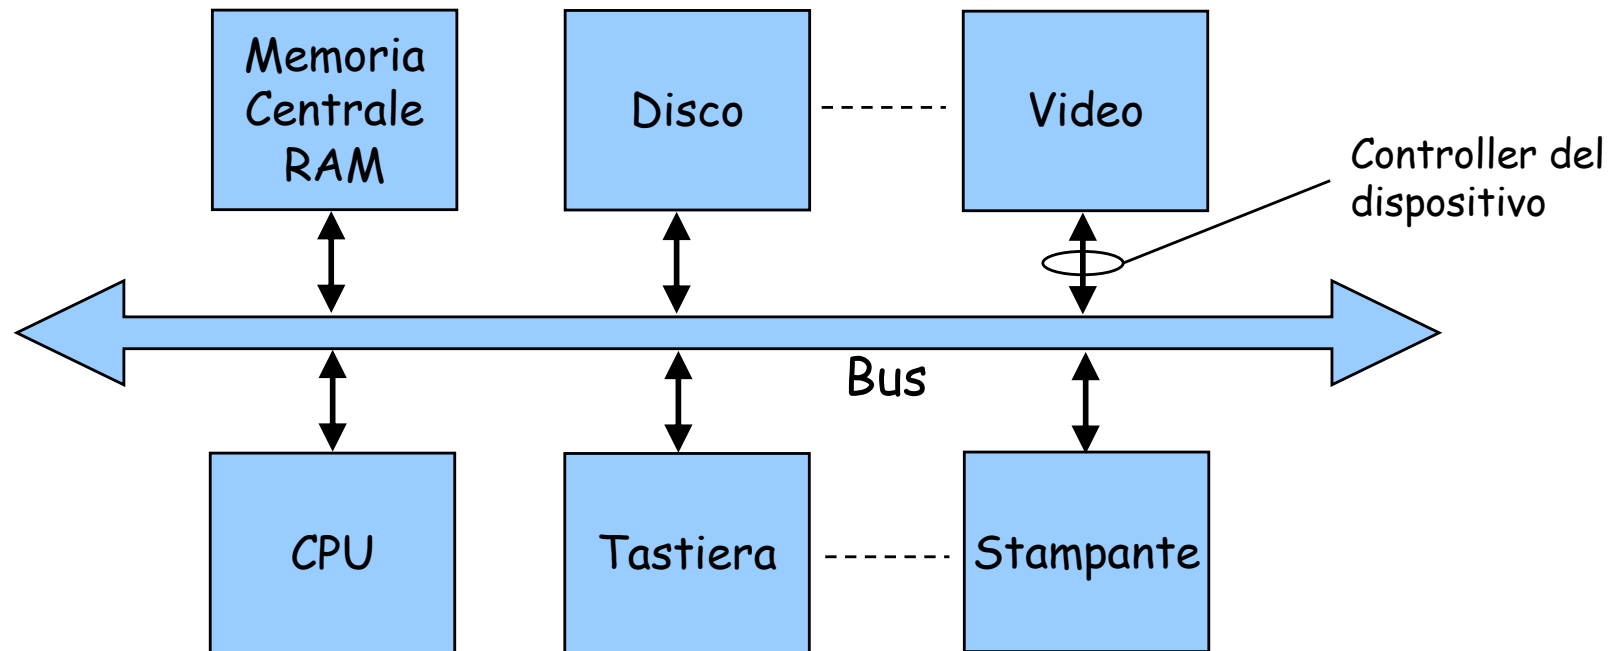 Memoria
Centrale
RAM
Disco
Video
Controller del
dispositivo
Bus
CPU
Tastiera
Stampante